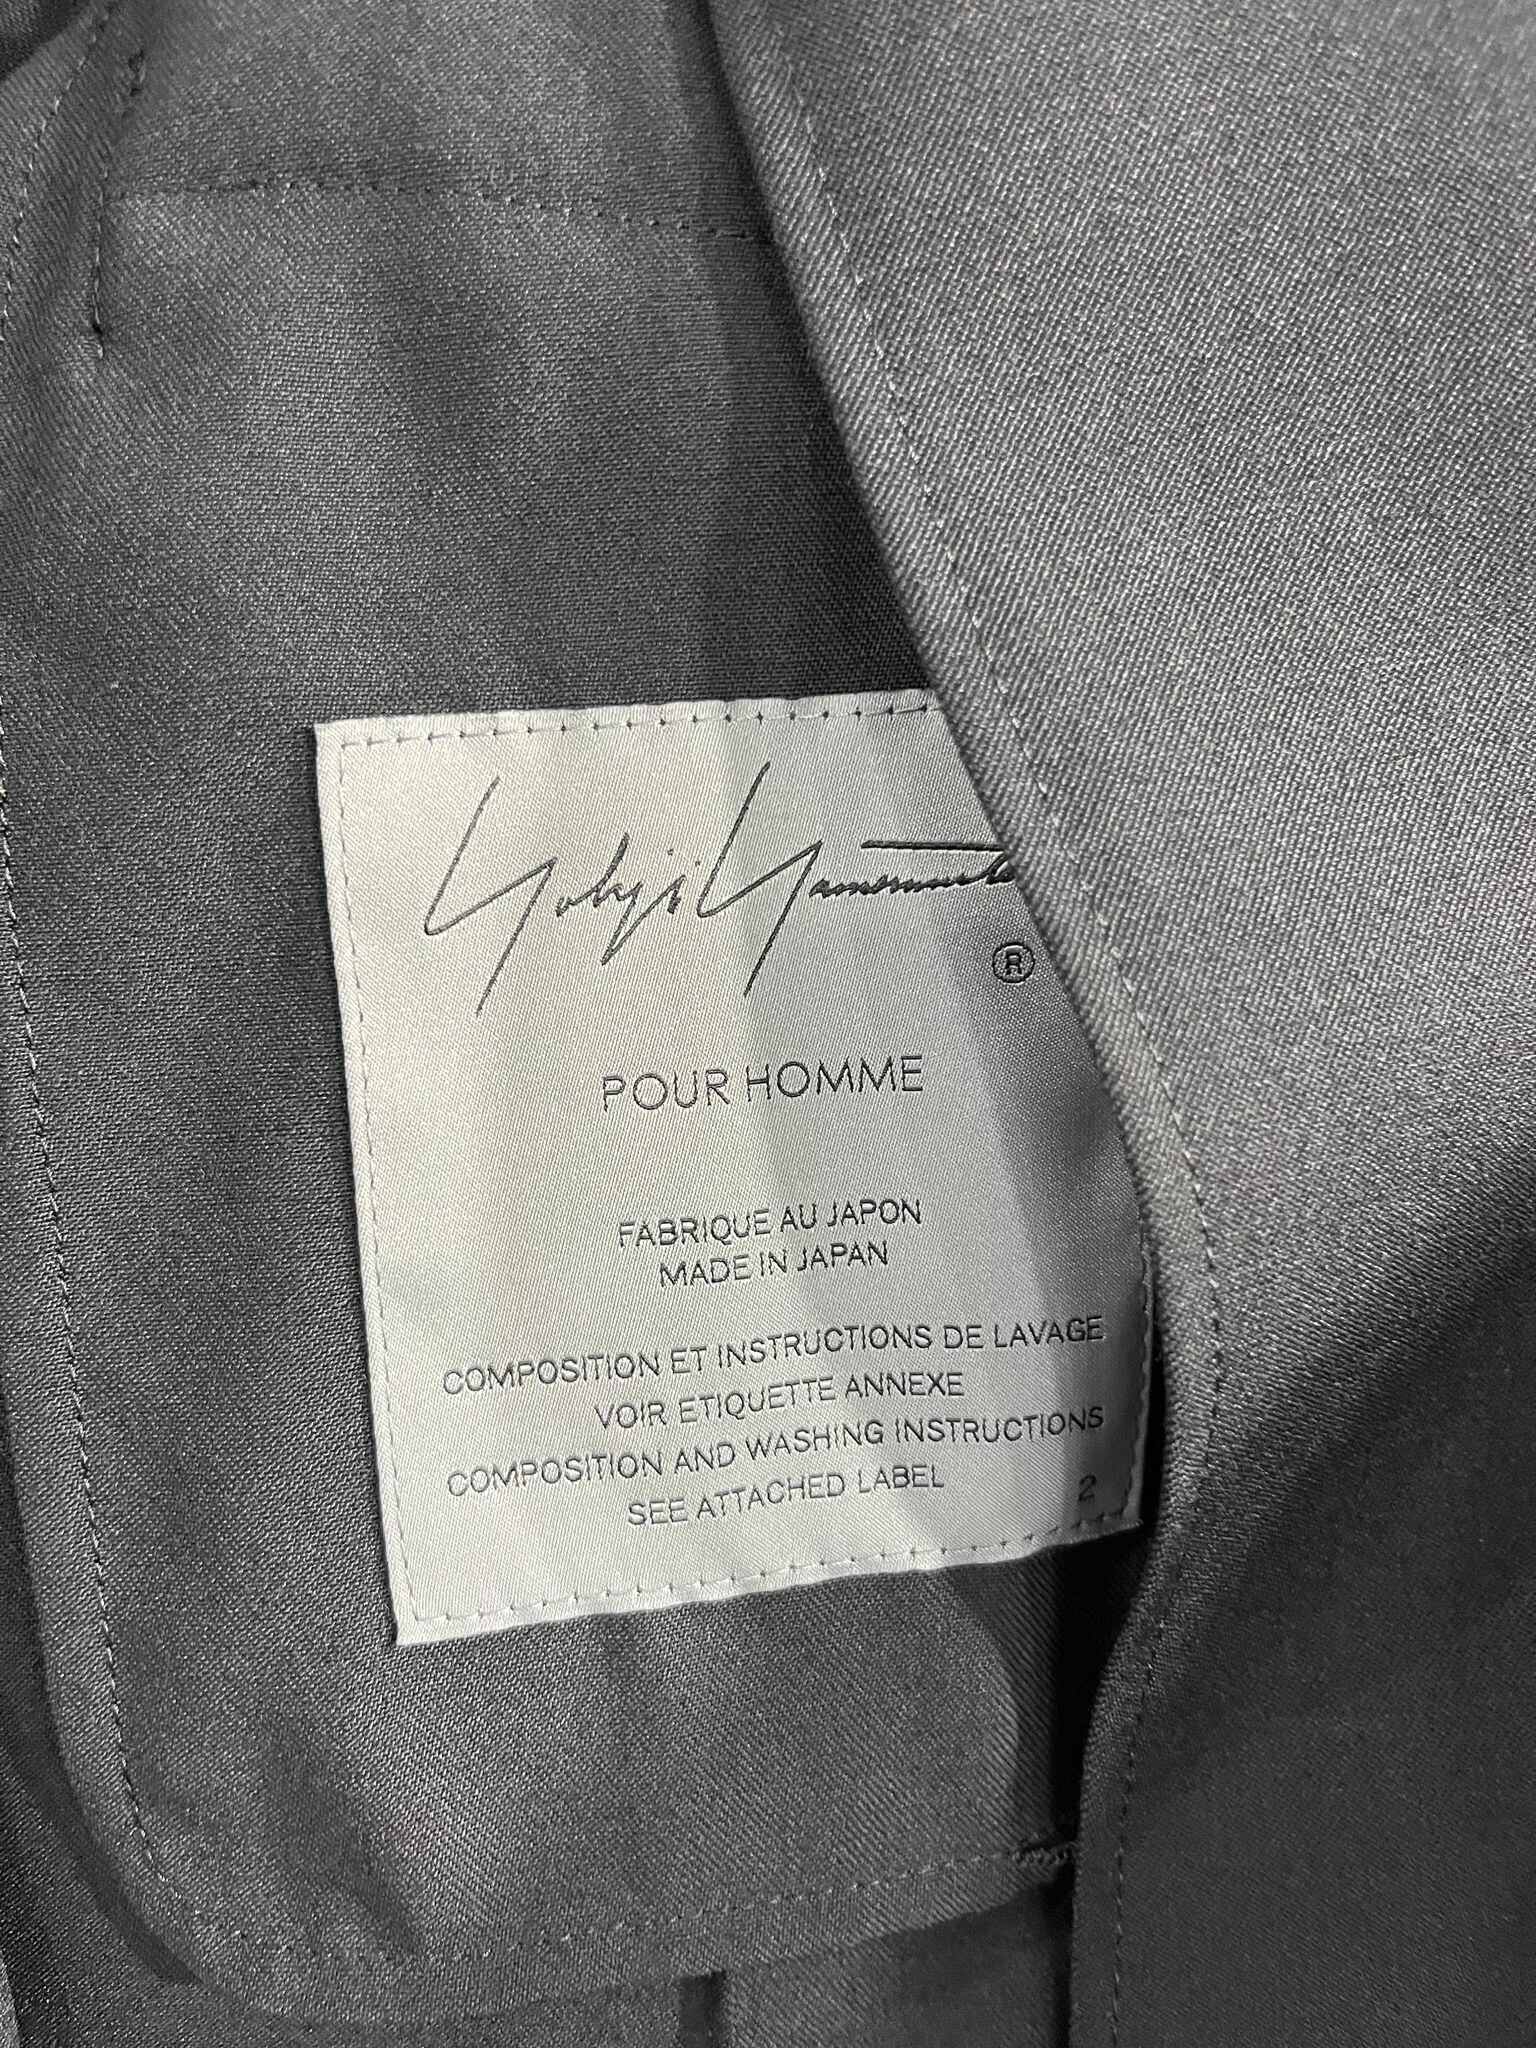 Yohji Yamamoto
®
POUR HOMME
FABRIQUE AU JAPON
MADE IN JAPAN
COMPOSITION ET INSTRUCTIONS DE LAVAGE
VOIR ETIQUETTE ANNEXE
COMPOSITION AND WASHING INSTRUCTIONS
SEE ATTACHED LABEL
2